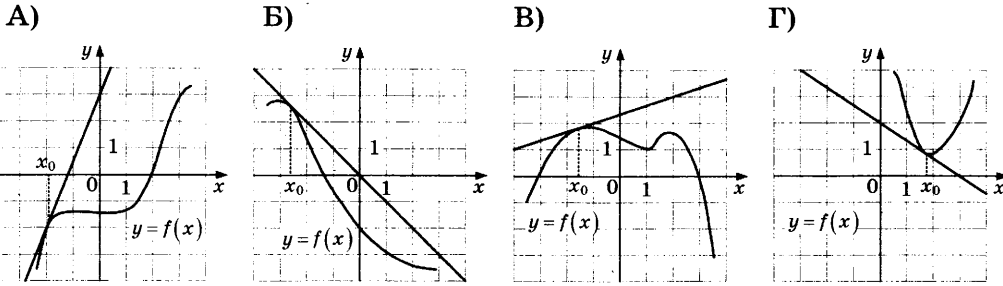 А)
y
x₀
1
0 1 x
y = f(x)
Б)
y
1
x₀ 0 1 x
y = f(x)
В)
y
1
x₀ 0 1 x
y = f(x)
Г)
y
1
0 1 x₀ x
y = f(x)